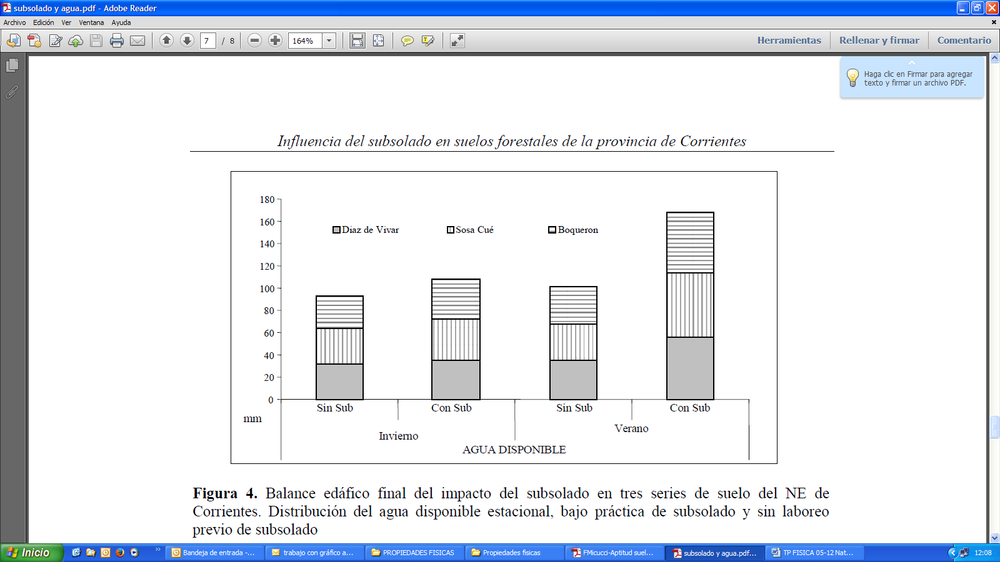 subsolado y agua.pdf - Adobe Reader
Archivo Edición Ver Ventana Ayuda
7 / 8 164% Herramientas Rellenar y firmar Comentario
Haga clic en Firmar para agregar
texto y firmar un archivo PDF.
Influencia del subsolado en suelos forestales de la provincia de Corrientes
180
160
Diaz de Vivar Sosa Cué Boqueron
140
120
100
80
60
40
20
0
Sin Sub Con Sub Sin Sub Con Sub
mm
Invierno Verano
AGUA DISPONIBLE
Figura 4. Balance edáfico final del impacto del subsolado en tres series de suelo del NE de
Corrientes. Distribución del agua disponible estacional, bajo práctica de subsolado y sin laboreo
previo de subsolado
Inicio » Bandeja de entrada -... trabajo con gráfico a... PROPIEDADES FISICAS Propiedades fisicas FMicucci-Aptitud suel... subsolado y agua.pdf... TP FISICA 05-12 Nat... 12:08